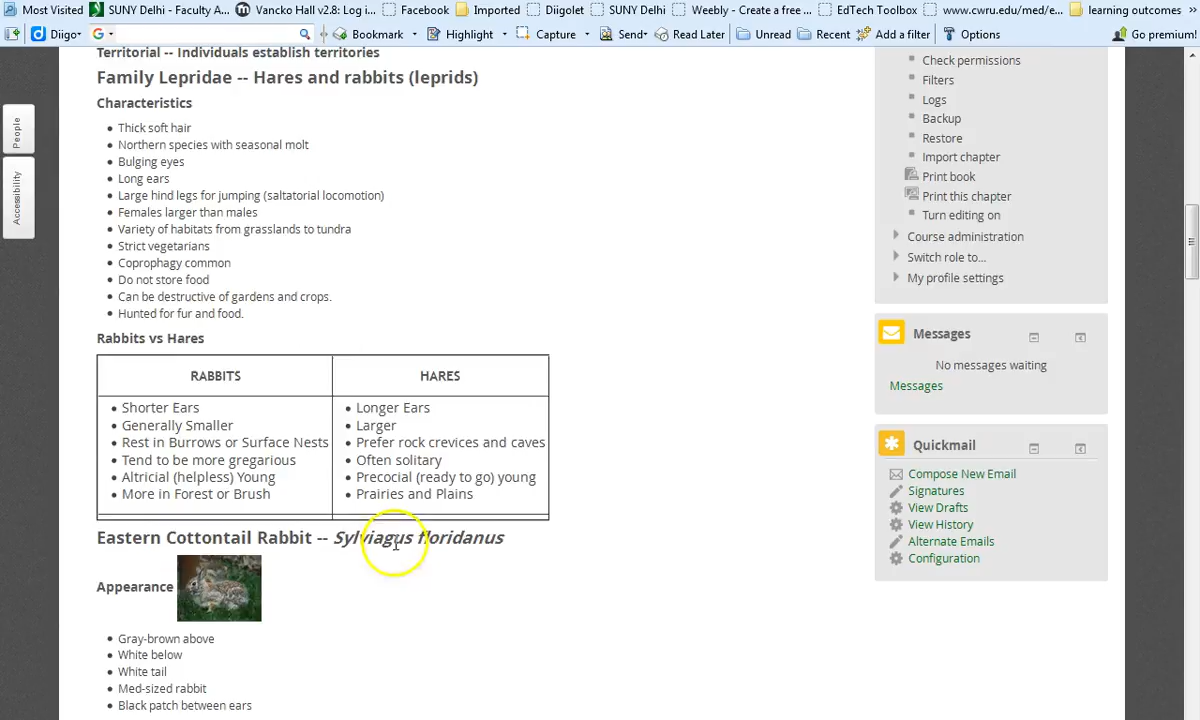 Most Visited SUNY Delhi - Faculty A... Vancko Hall v2.8: Log i... Facebook Imported Diigolet SUNY Delhi Weebly - Create a free ... EdTech Toolbox www.cwru.edu/med/e... learning outcomes »
Diigo G Bookmark Highlight Capture Send Read Later Unread Recent Add a filter Options Go premium!
Territorial -- Individuals establish territories
Family Lepridae -- Hares and rabbits (leprids)
Characteristics
Thick soft hair
Northern species with seasonal molt
Bulging eyes
Long ears
Large hind legs for jumping (saltatorial locomotion)
Females larger than males
Variety of habitats from grasslands to tundra
Strict vegetarians
Coprophagy common
Do not store food
Can be destructive of gardens and crops.
Hunted for fur and food.
Rabbits vs Hares
RABBITS HARES
Shorter Ears Longer Ears
Generally Smaller Larger
Rest in Burrows or Surface Nests Prefer rock crevices and caves
Tend to be more gregarious Often solitary
Altricial (helpless) Young Precocial (ready to go) young
More in Forest or Brush Prairies and Plains
Eastern Cottontail Rabbit -- Sylviagus floridanus
Appearance
Gray-brown above
White below
White tail
Med-sized rabbit
Black patch between ears
People
Accessibility
Check permissions
Filters
Logs
Backup
Restore
Import chapter
Print book
Print this chapter
Turn editing on
Course administration
Switch role to...
My profile settings
Messages
No messages waiting
Messages
Quickmail
Compose New Email
Signatures
View Drafts
View History
Alternate Emails
Configuration